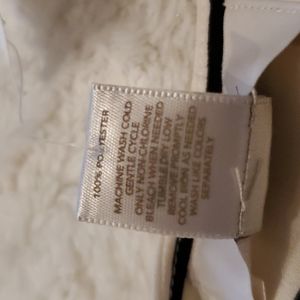 100% POLYESTER
MACHINE WASH COLD
GENTLE CYCLE
ONLY NON-CHLORINE
BLEACH WHEN NEEDED
TUMBLE DRY LOW
REMOVE PROMPTLY
COOL IRON AS NEEDED
WASH DARK COLORS
SEPARATELY